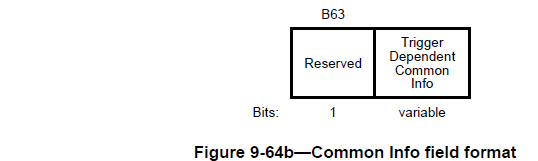 B63
Reserved
Trigger
Dependent
Common
Info
Bits:
1
variable
Figure 9-64b—Common Info field format